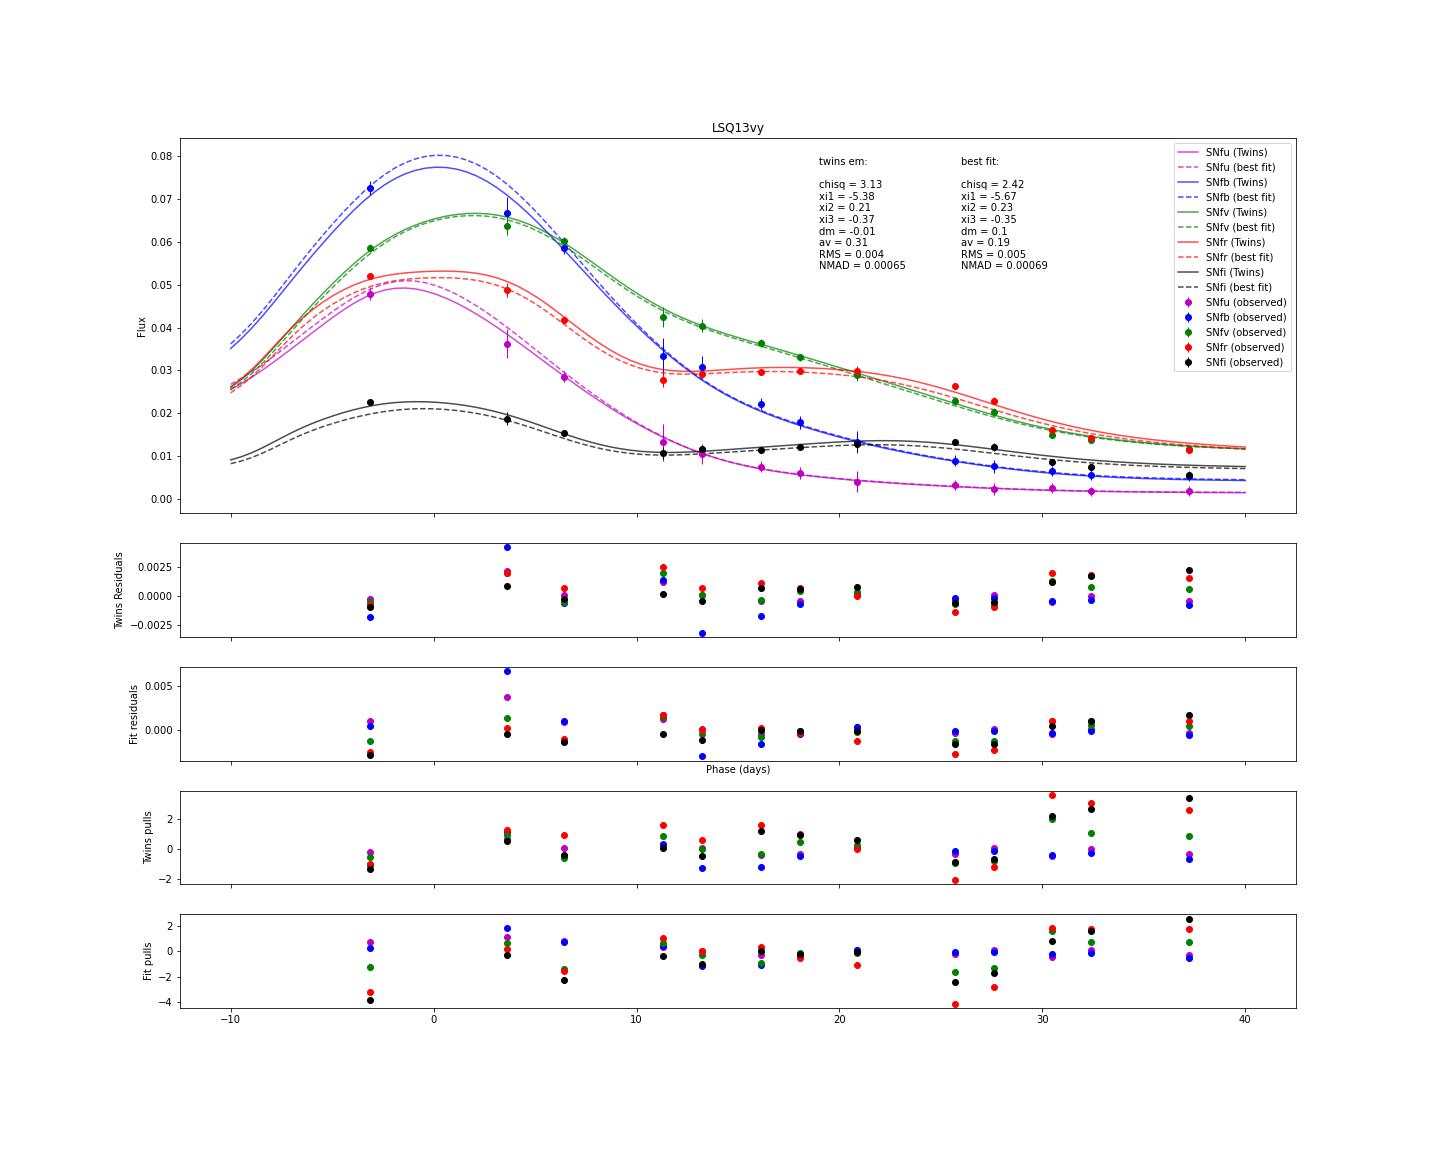 LSQ13vy
Flux
0.08
0.07
0.06
0.05
0.04
0.03
0.02
0.01
0.00
twins em:
chisq = 3.13
xi1 = -5.38
xi2 = 0.21
xi3 = -0.37
dm = -0.01
av = 0.31
RMS = 0.004
NMAD = 0.00065
best fit:
chisq = 2.42
xi1 = -5.67
xi2 = 0.23
xi3 = -0.35
dm = 0.1
av = 0.19
RMS = 0.005
NMAD = 0.00069
SNfu (Twins)
SNfu (best fit)
SNfb (Twins)
SNfb (best fit)
SNfv (Twins)
SNfv (best fit)
SNfr (Twins)
SNfr (best fit)
SNfi (Twins)
SNfi (best fit)
SNfu (observed)
SNfb (observed)
SNfv (observed)
SNfr (observed)
SNfi (observed)
Twins Residuals
0.0025
0.0000
−0.0025
Fit residuals
0.005
0.000
Phase (days)
Twins pulls
2
0
−2
Fit pulls
2
0
−2
−4
−10 0 10 20 30 40